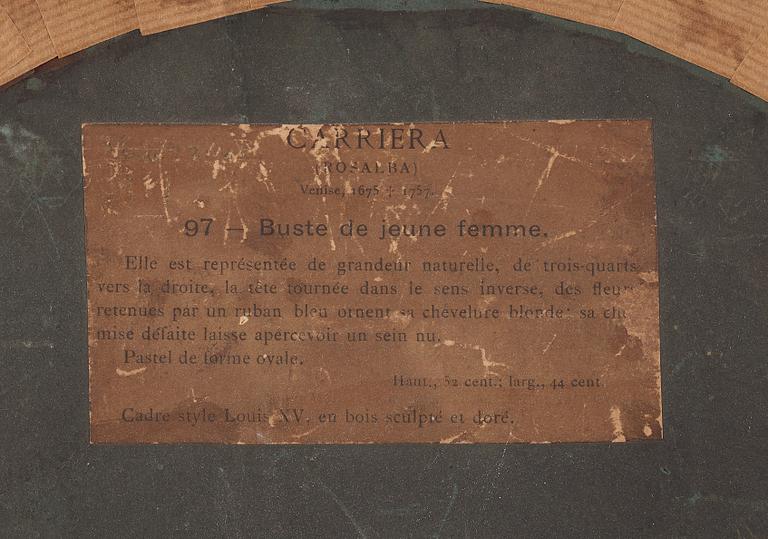 CARRIERA
(ROSALBA)
Venise, 1675 † 1757.
97 — Buste de jeune femme.
Elle est représentée de grandeur naturelle, de trois-quarts
vers la droite, la tête tournée dans le sens inverse, des fleurs
retenues par un ruban bleu ornent sa chevelure blonde; sa che
mise défaite laisse apercevoir un sein nu.
Pastel de forme ovale.
Haut., 52 cent.; larg., 44 cent.
Cadre style Louis XV, en bois sculpté et doré.